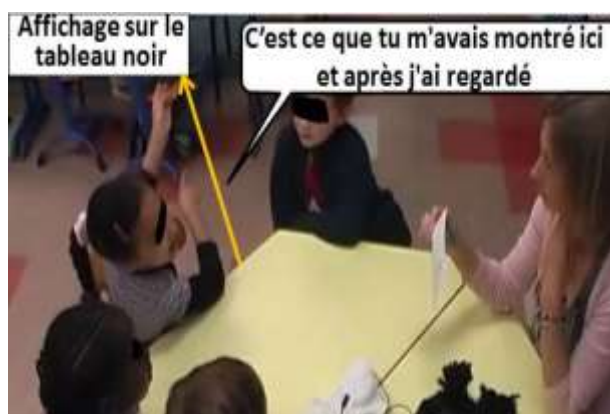 Affichage sur le
tableau noir
C'est ce que tu m'avais montré ici
et après j'ai regardé